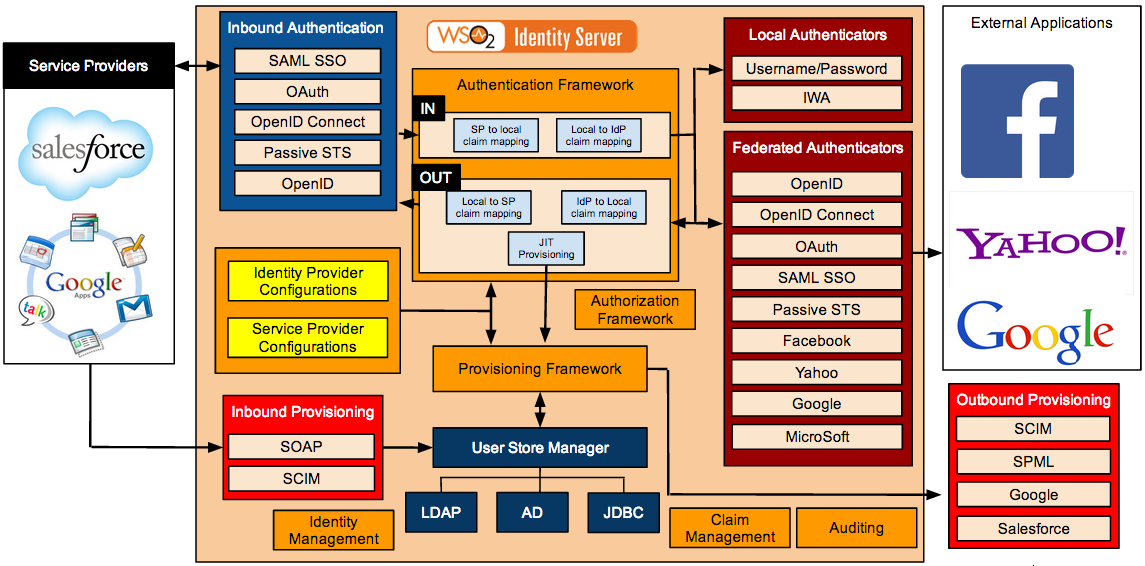 Service Providers
salesforce
Google
Apps
talk
Inbound Authentication
SAML SSO
OAuth
OpenID Connect
Passive STS
OpenID
WSO2 Identity Server
Authentication Framework
IN
SP to local
claim mapping
Local to IdP
claim mapping
OUT
Local to SP
claim mapping
IdP to Local
claim mapping
JIT
Provisioning
Identity Provider
Configurations
Service Provider
Configurations
Authorization
Framework
Provisioning Framework
Inbound Provisioning
SOAP
SCIM
User Store Manager
LDAP
AD
JDBC
Identity
Management
Claim
Management
Auditing
Local Authenticators
Username/Password
IWA
Federated Authenticators
OpenID
OpenID Connect
OAuth
SAML SSO
Passive STS
Facebook
Yahoo
Google
MicroSoft
External Applications
f
YAHOO!
Google
Outbound Provisioning
SCIM
SPML
Google
Salesforce